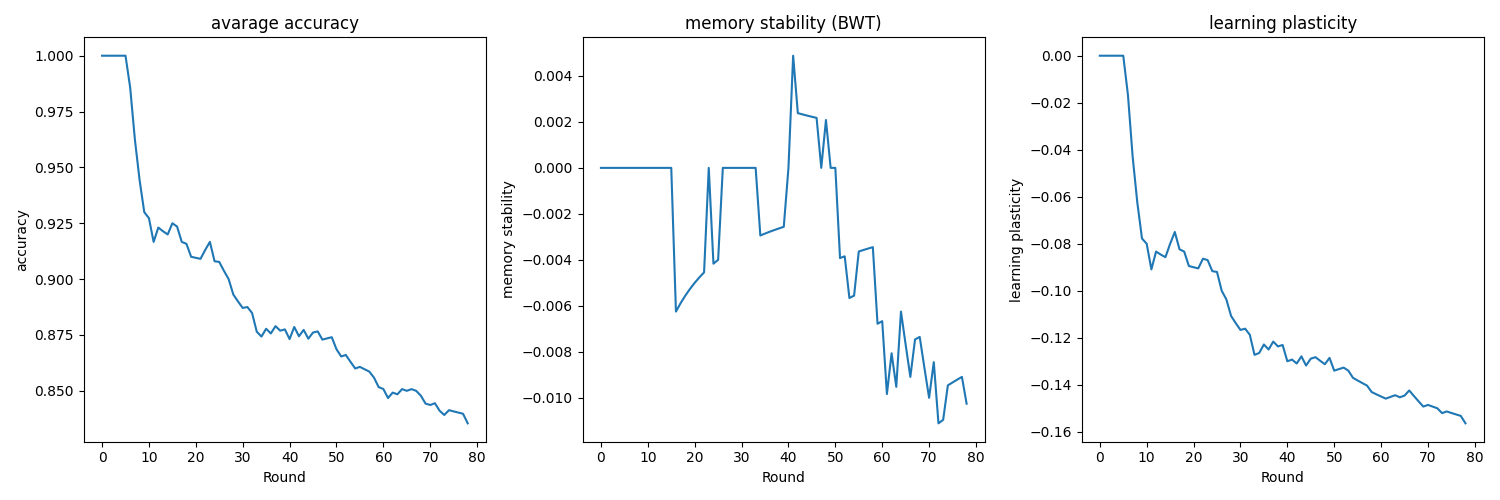 avarage accuracy
accuracy
1.000
0.975
0.950
0.925
0.900
0.875
0.850
0 10 20 30 40 50 60 70 80
Round
memory stability (BWT)
memory stability
0.004
0.002
0.000
−0.002
−0.004
−0.006
−0.008
−0.010
0 10 20 30 40 50 60 70 80
Round
learning plasticity
learning plasticity
0.00
−0.02
−0.04
−0.06
−0.08
−0.10
−0.12
−0.14
−0.16
0 10 20 30 40 50 60 70 80
Round